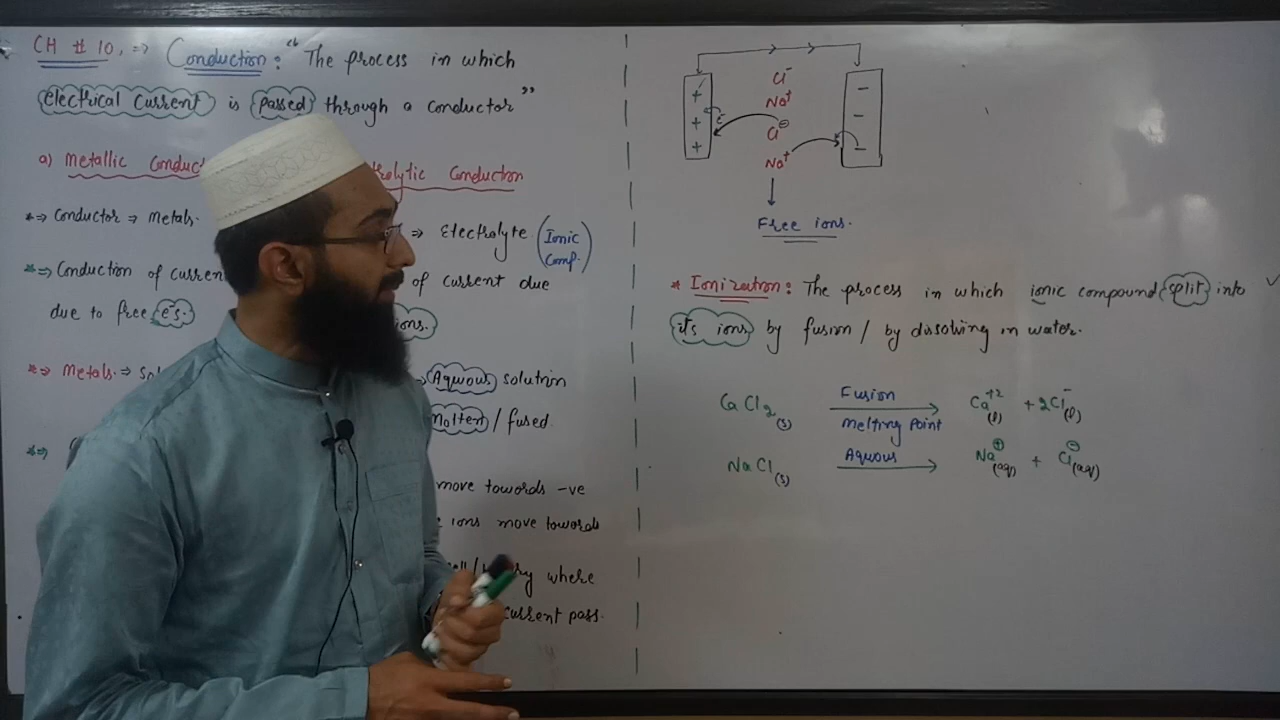 CH # 10, ⇒ Conduction: "The process in which
electrical current is passed through a conductor"
a) Metallic Conduct
rolytic Conduction
*⇒ Conductor ⇒ Metals.
⇒ Electrolyte (Ionic
Comp.)
*⇒ Conduction of curren
of current due
due to free e's.
ions.
*⇒ Metals ⇒ Sol
⇒ Aqueous solution
Molten / fused
*⇒
move towards -ve
ions move towards
where
current pass.
+
+
+
e-
Cl-
Na+
Cl⊖
Na+
-
-
-
Free ions.
* Ionization: The process in which ionic compound split into
its ions by fusion / by dissolving in water.
CaCl2(s) Fusion → Ca+2(l) + 2Cl-(l)
Melting Point
NaCl(s) Aquous → Na⊕(aq) + Cl⊖(aq)